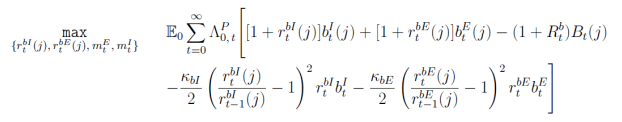 max E₀ ∑_{t=0}^{∞} Λ^P_{0,t} [ [1 + r_t^{bI}(j)]b_t^I(j) + [1 + r_t^{bE}(j)]b_t^E(j) − (1 + R_t^b)B_t(j)
{r_t^{bI}(j), r_t^{bE}(j), m_t^E, m_t^I}
− κ_{bI}/2 ( r_t^{bI}(j)/r_{t−1}^{bI}(j) − 1 )² r_t^{bI} b_t^I − κ_{bE}/2 ( r_t^{bE}(j)/r_{t−1}^{bE}(j) − 1 )² r_t^{bE} b_t^E ]